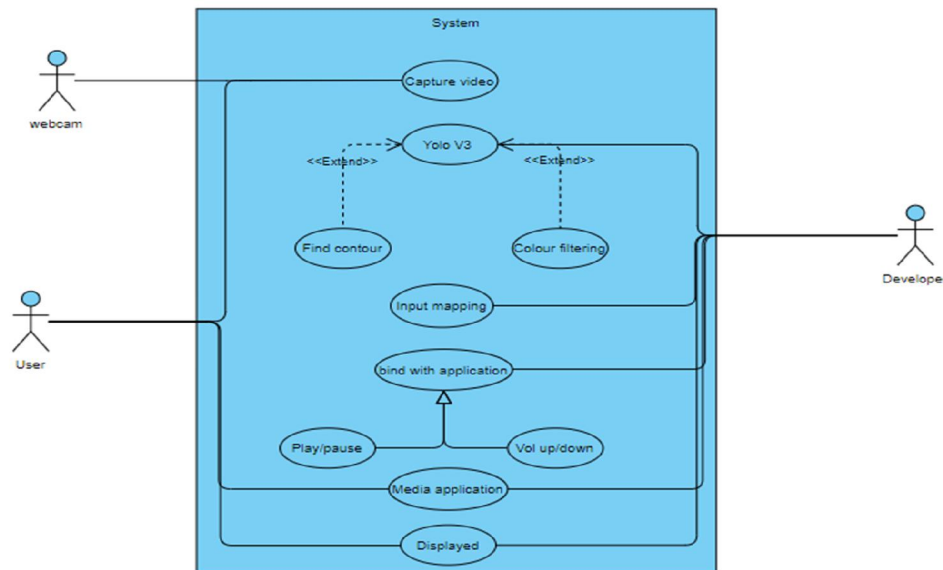 System
Capture video
webcam
Yolo V3
<<Extend>>
<<Extend>>
Find contour
Colour filtering
Develope
Input mapping
User
bind with application
Play/pause
Vol up/down
Media application
Displayed